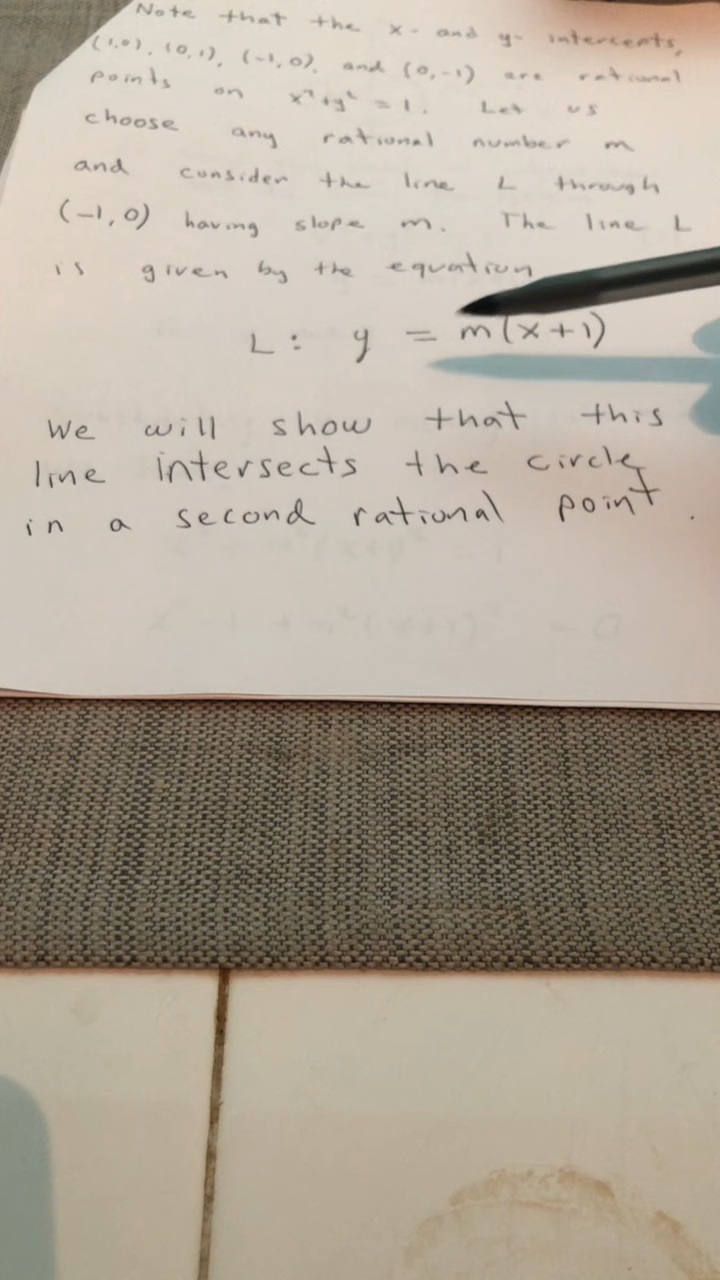 Note that the x- and y- intercepts,
(1,0), (0,1), (-1,0), and (0,-1) are rational
points on x²+y² = 1. Let us
choose any rational number m
and consider the line L through
(-1,0) having slope m. The line L
is given by the equation
L: y = m(x+1)
We will show that this
line intersects the circle
in a second rational point.